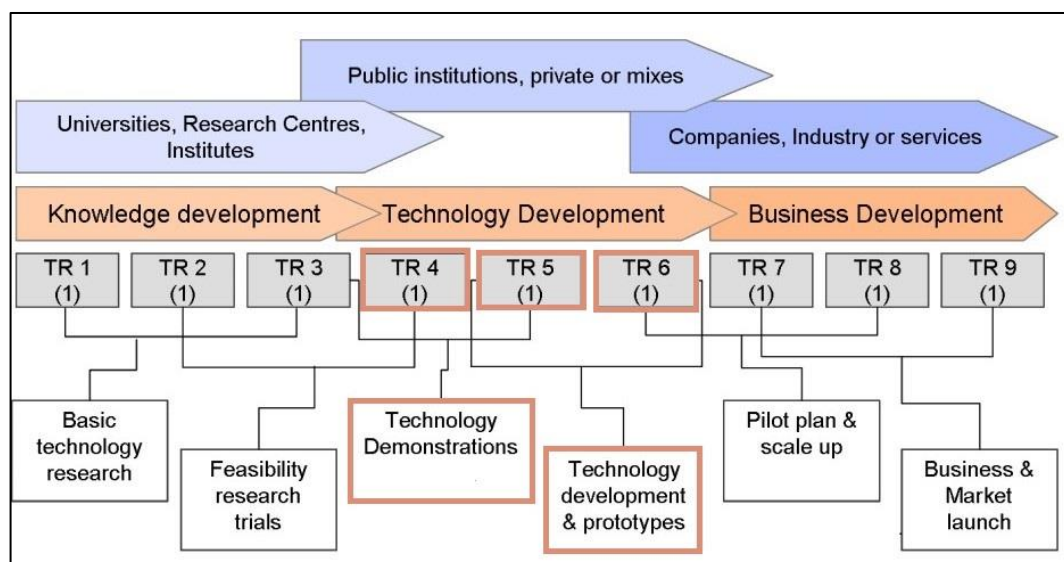 Public institutions, private or mixes
Universities, Research Centres,
Institutes
Companies, Industry or services
Knowledge development
Technology Development
Business Development
TR 1
(1)
TR 2
(1)
TR 3
(1)
TR 4
(1)
TR 5
(1)
TR 6
(1)
TR 7
(1)
TR 8
(1)
TR 9
(1)
Basic
technology
research
Feasibility
research
trials
Technology
Demonstrations
Technology
development
& prototypes
Pilot plan &
scale up
Business &
Market
launch